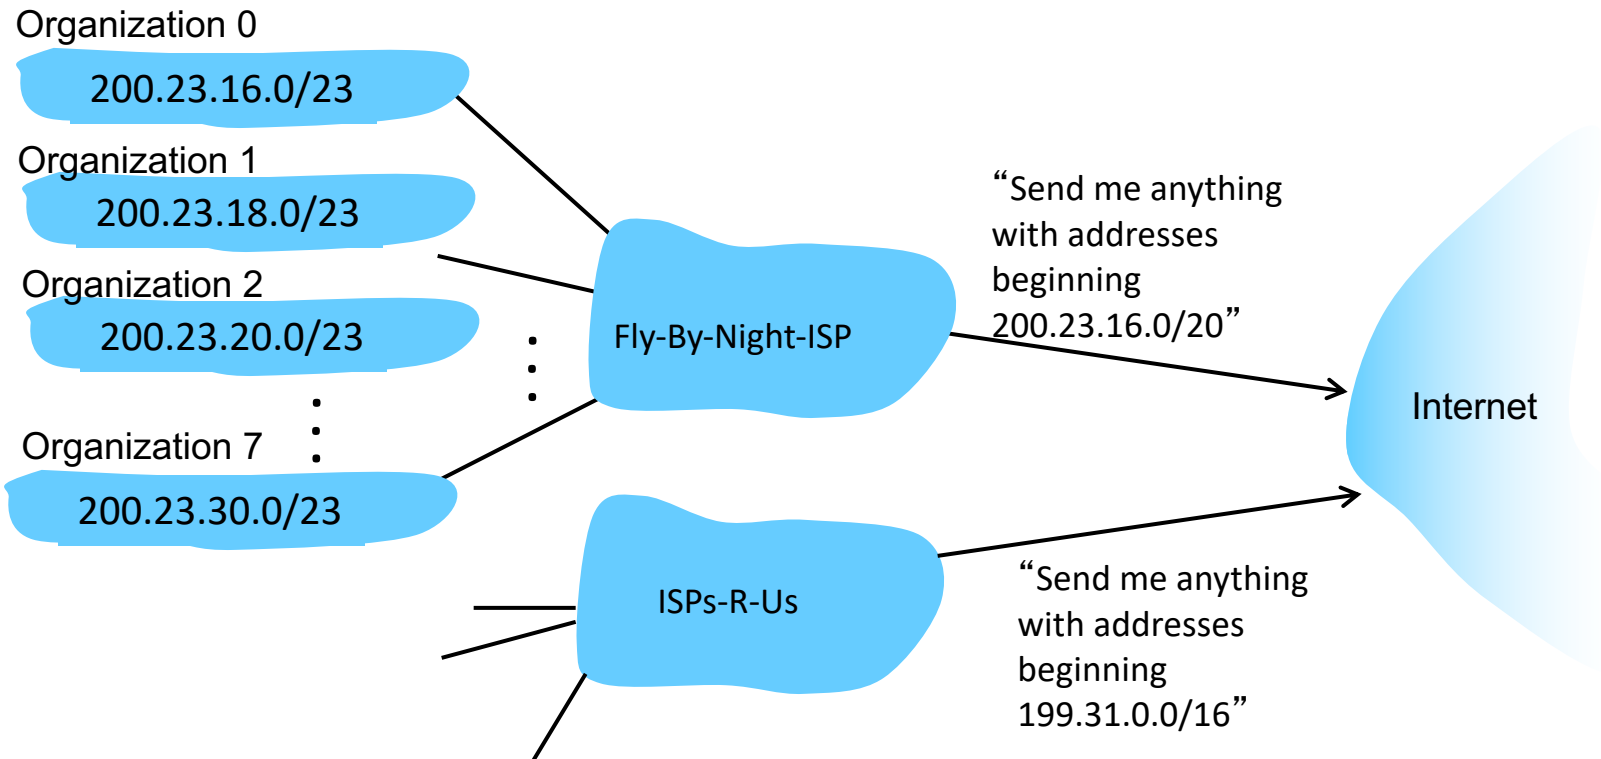 Organization 0
200.23.16.0/23
Organization 1
200.23.18.0/23
Organization 2
200.23.20.0/23
Organization 7
200.23.30.0/23
Fly-By-Night-ISP
“Send me anything
with addresses
beginning
200.23.16.0/20”
Internet
ISPs-R-Us
“Send me anything
with addresses
beginning
199.31.0.0/16”